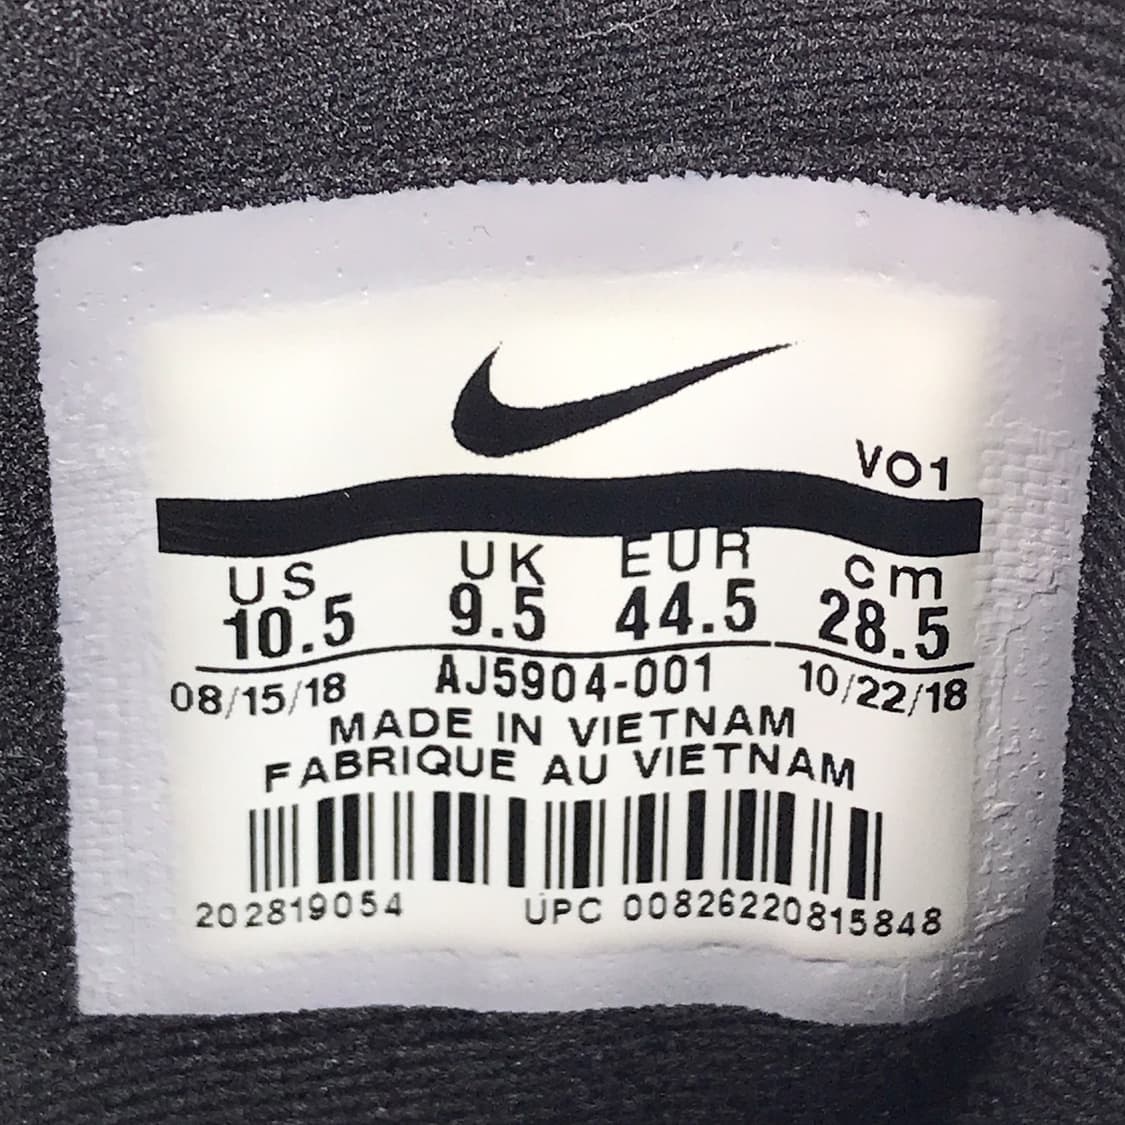 VO1
US UK EUR cm
10.5 9.5 44.5 28.5
08/15/18 AJ5904-001 10/22/18
MADE IN VIETNAM
FABRIQUE AU VIETNAM
202819054 UPC 00826220815848